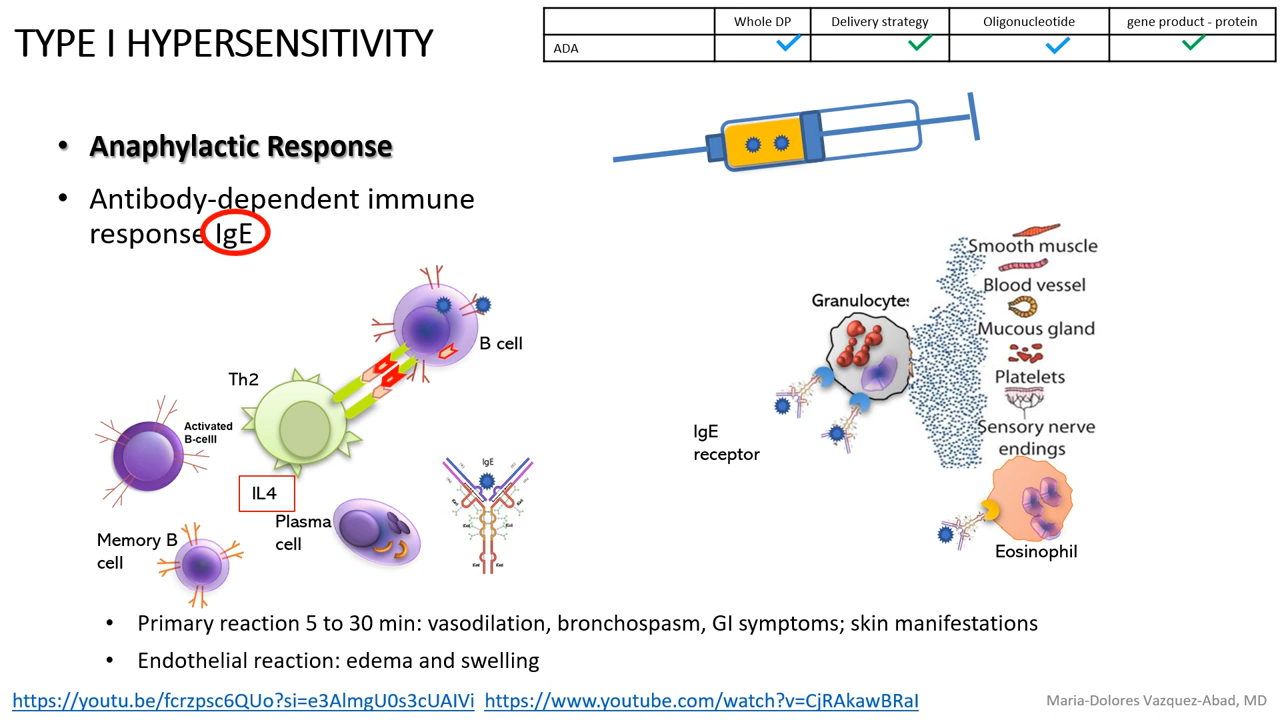 TYPE I HYPERSENSITIVITY
Whole DP
Delivery strategy
Oligonucleotide
gene product - protein
ADA
• Anaphylactic Response
• Antibody-dependent immune
response IgE
B cell
Th2
Activated
B-celll
IL4
Plasma
cell
Memory B
cell
IgE
Granulocytes
IgE
receptor
Smooth muscle
Blood vessel
Mucous gland
Platelets
Sensory nerve
endings
Eosinophil
• Primary reaction 5 to 30 min: vasodilation, bronchospasm, GI symptoms; skin manifestations
• Endothelial reaction: edema and swelling
https://youtu.be/fcrzpsc6QUo?si=e3AlmgU0s3cUAIVi https://www.youtube.com/watch?v=CjRAkawBRaI
Maria-Dolores Vazquez-Abad, MD